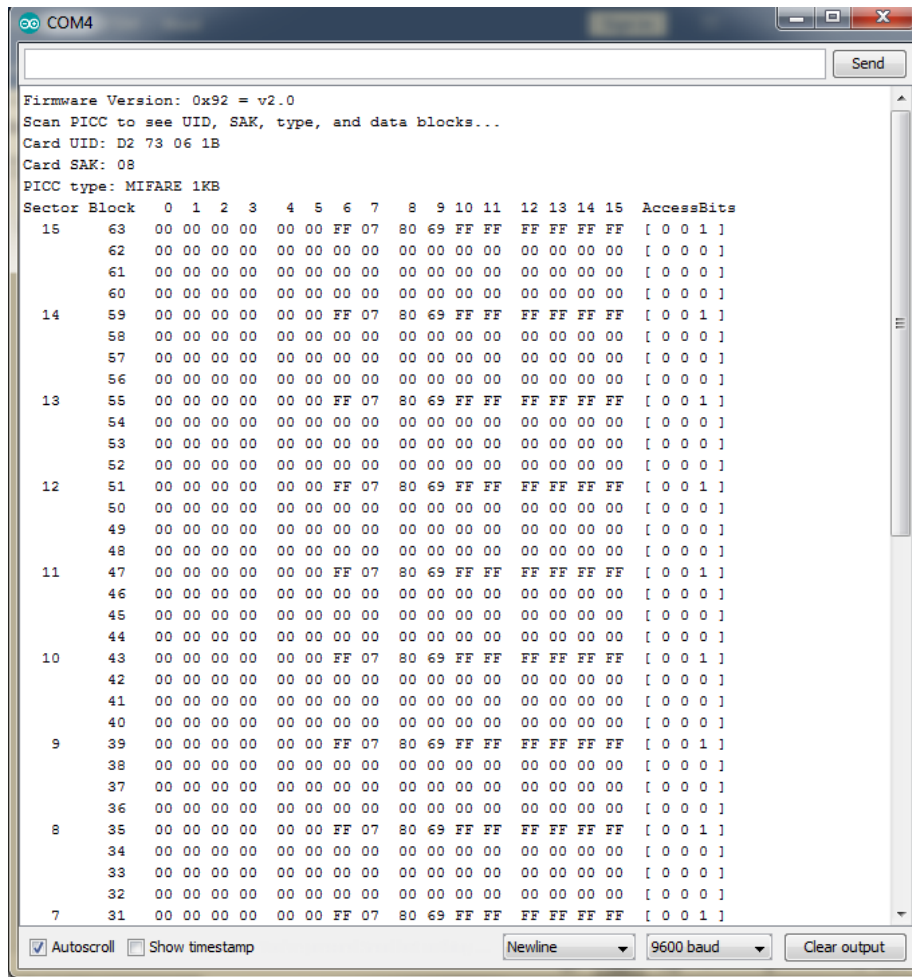 COM4
Send
Firmware Version: 0x92 = v2.0
Scan PICC to see UID, SAK, type, and data blocks...
Card UID: D2 73 06 1B
Card SAK: 08
PICC type: MIFARE 1KB
Sector Block 0 1 2 3 4 5 6 7 8 9 10 11 12 13 14 15 AccessBits
15 63 00 00 00 00 00 00 FF 07 80 69 FF FF FF FF FF FF [ 0 0 1 ]
62 00 00 00 00 00 00 00 00 00 00 00 00 00 00 00 00 [ 0 0 0 ]
61 00 00 00 00 00 00 00 00 00 00 00 00 00 00 00 00 [ 0 0 0 ]
60 00 00 00 00 00 00 00 00 00 00 00 00 00 00 00 00 [ 0 0 0 ]
14 59 00 00 00 00 00 00 FF 07 80 69 FF FF FF FF FF FF [ 0 0 1 ]
58 00 00 00 00 00 00 00 00 00 00 00 00 00 00 00 00 [ 0 0 0 ]
57 00 00 00 00 00 00 00 00 00 00 00 00 00 00 00 00 [ 0 0 0 ]
56 00 00 00 00 00 00 00 00 00 00 00 00 00 00 00 00 [ 0 0 0 ]
13 55 00 00 00 00 00 00 FF 07 80 69 FF FF FF FF FF FF [ 0 0 1 ]
54 00 00 00 00 00 00 00 00 00 00 00 00 00 00 00 00 [ 0 0 0 ]
53 00 00 00 00 00 00 00 00 00 00 00 00 00 00 00 00 [ 0 0 0 ]
52 00 00 00 00 00 00 00 00 00 00 00 00 00 00 00 00 [ 0 0 0 ]
12 51 00 00 00 00 00 00 FF 07 80 69 FF FF FF FF FF FF [ 0 0 1 ]
50 00 00 00 00 00 00 00 00 00 00 00 00 00 00 00 00 [ 0 0 0 ]
49 00 00 00 00 00 00 00 00 00 00 00 00 00 00 00 00 [ 0 0 0 ]
48 00 00 00 00 00 00 00 00 00 00 00 00 00 00 00 00 [ 0 0 0 ]
11 47 00 00 00 00 00 00 FF 07 80 69 FF FF FF FF FF FF [ 0 0 1 ]
46 00 00 00 00 00 00 00 00 00 00 00 00 00 00 00 00 [ 0 0 0 ]
45 00 00 00 00 00 00 00 00 00 00 00 00 00 00 00 00 [ 0 0 0 ]
44 00 00 00 00 00 00 00 00 00 00 00 00 00 00 00 00 [ 0 0 0 ]
10 43 00 00 00 00 00 00 FF 07 80 69 FF FF FF FF FF FF [ 0 0 1 ]
42 00 00 00 00 00 00 00 00 00 00 00 00 00 00 00 00 [ 0 0 0 ]
41 00 00 00 00 00 00 00 00 00 00 00 00 00 00 00 00 [ 0 0 0 ]
40 00 00 00 00 00 00 00 00 00 00 00 00 00 00 00 00 [ 0 0 0 ]
9 39 00 00 00 00 00 00 FF 07 80 69 FF FF FF FF FF FF [ 0 0 1 ]
38 00 00 00 00 00 00 00 00 00 00 00 00 00 00 00 00 [ 0 0 0 ]
37 00 00 00 00 00 00 00 00 00 00 00 00 00 00 00 00 [ 0 0 0 ]
36 00 00 00 00 00 00 00 00 00 00 00 00 00 00 00 00 [ 0 0 0 ]
8 35 00 00 00 00 00 00 FF 07 80 69 FF FF FF FF FF FF [ 0 0 1 ]
34 00 00 00 00 00 00 00 00 00 00 00 00 00 00 00 00 [ 0 0 0 ]
33 00 00 00 00 00 00 00 00 00 00 00 00 00 00 00 00 [ 0 0 0 ]
32 00 00 00 00 00 00 00 00 00 00 00 00 00 00 00 00 [ 0 0 0 ]
7 31 00 00 00 00 00 00 FF 07 80 69 FF FF FF FF FF FF [ 0 0 1 ]
Autoscroll Show timestamp Newline 9600 baud Clear output